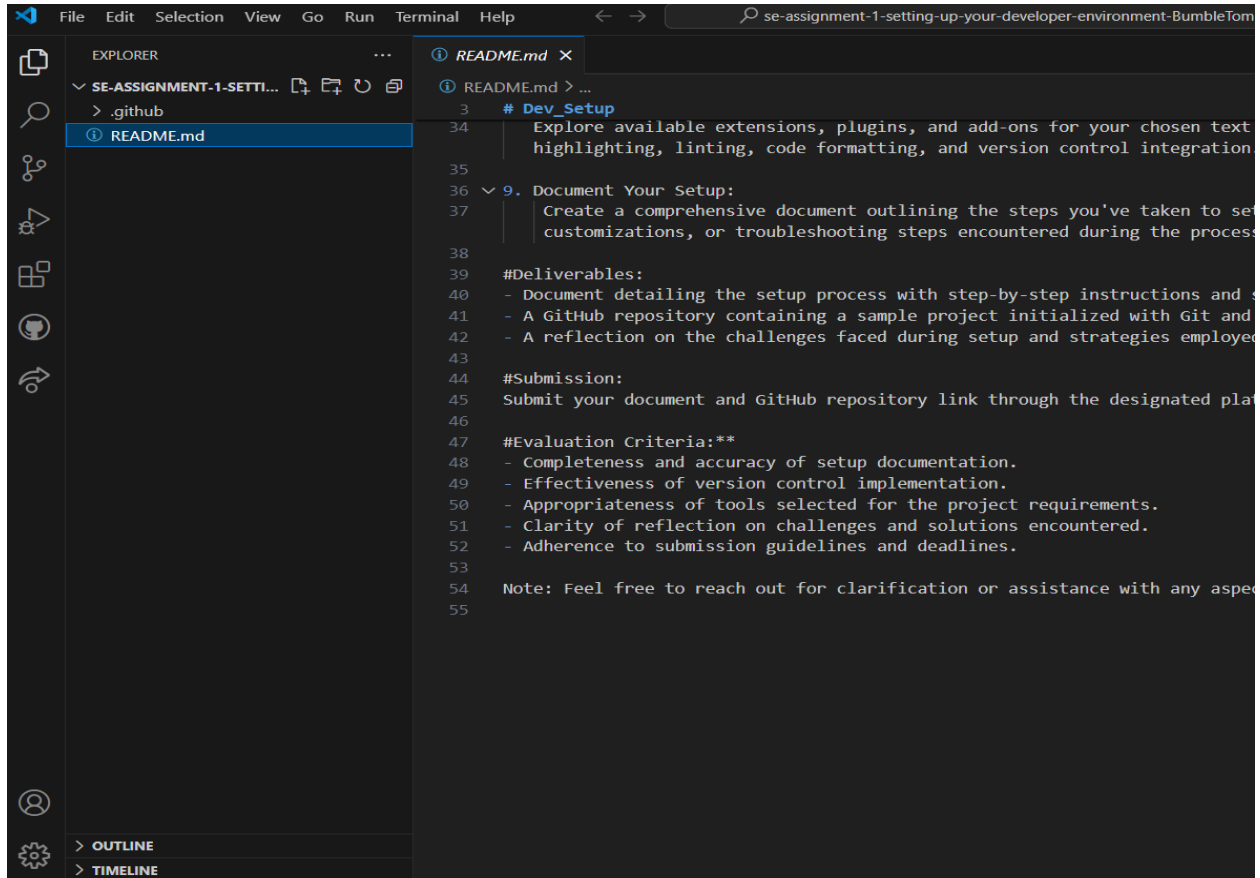 File Edit Selection View Go Run Terminal Help
se-assignment-1-setting-up-your-developer-environment-BumbleTom
EXPLORER
SE-ASSIGNMENT-1-SETTI...
.github
README.md
OUTLINE
TIMELINE
README.md
README.md > ...
3 # Dev_Setup
34 Explore available extensions, plugins, and add-ons for your chosen text
highlighting, linting, code formatting, and version control integration.
35
36 9. Document Your Setup:
37 Create a comprehensive document outlining the steps you've taken to set
customizations, or troubleshooting steps encountered during the process
38
39 #Deliverables:
40 - Document detailing the setup process with step-by-step instructions and s
41 - A GitHub repository containing a sample project initialized with Git and
42 - A reflection on the challenges faced during setup and strategies employed
43
44 #Submission:
45 Submit your document and GitHub repository link through the designated plat
46
47 #Evaluation Criteria:**
48 - Completeness and accuracy of setup documentation.
49 - Effectiveness of version control implementation.
50 - Appropriateness of tools selected for the project requirements.
51 - Clarity of reflection on challenges and solutions encountered.
52 - Adherence to submission guidelines and deadlines.
53
54 Note: Feel free to reach out for clarification or assistance with any aspec
55